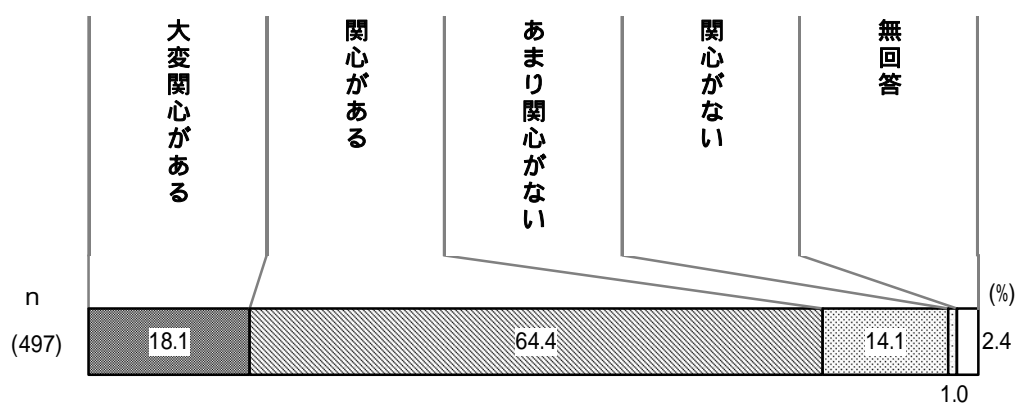 大変関心がある
関心がある
あまり関心がない
関心がない
無回答
n
(%)
(497)
18.1
64.4
14.1
2.4
1.0